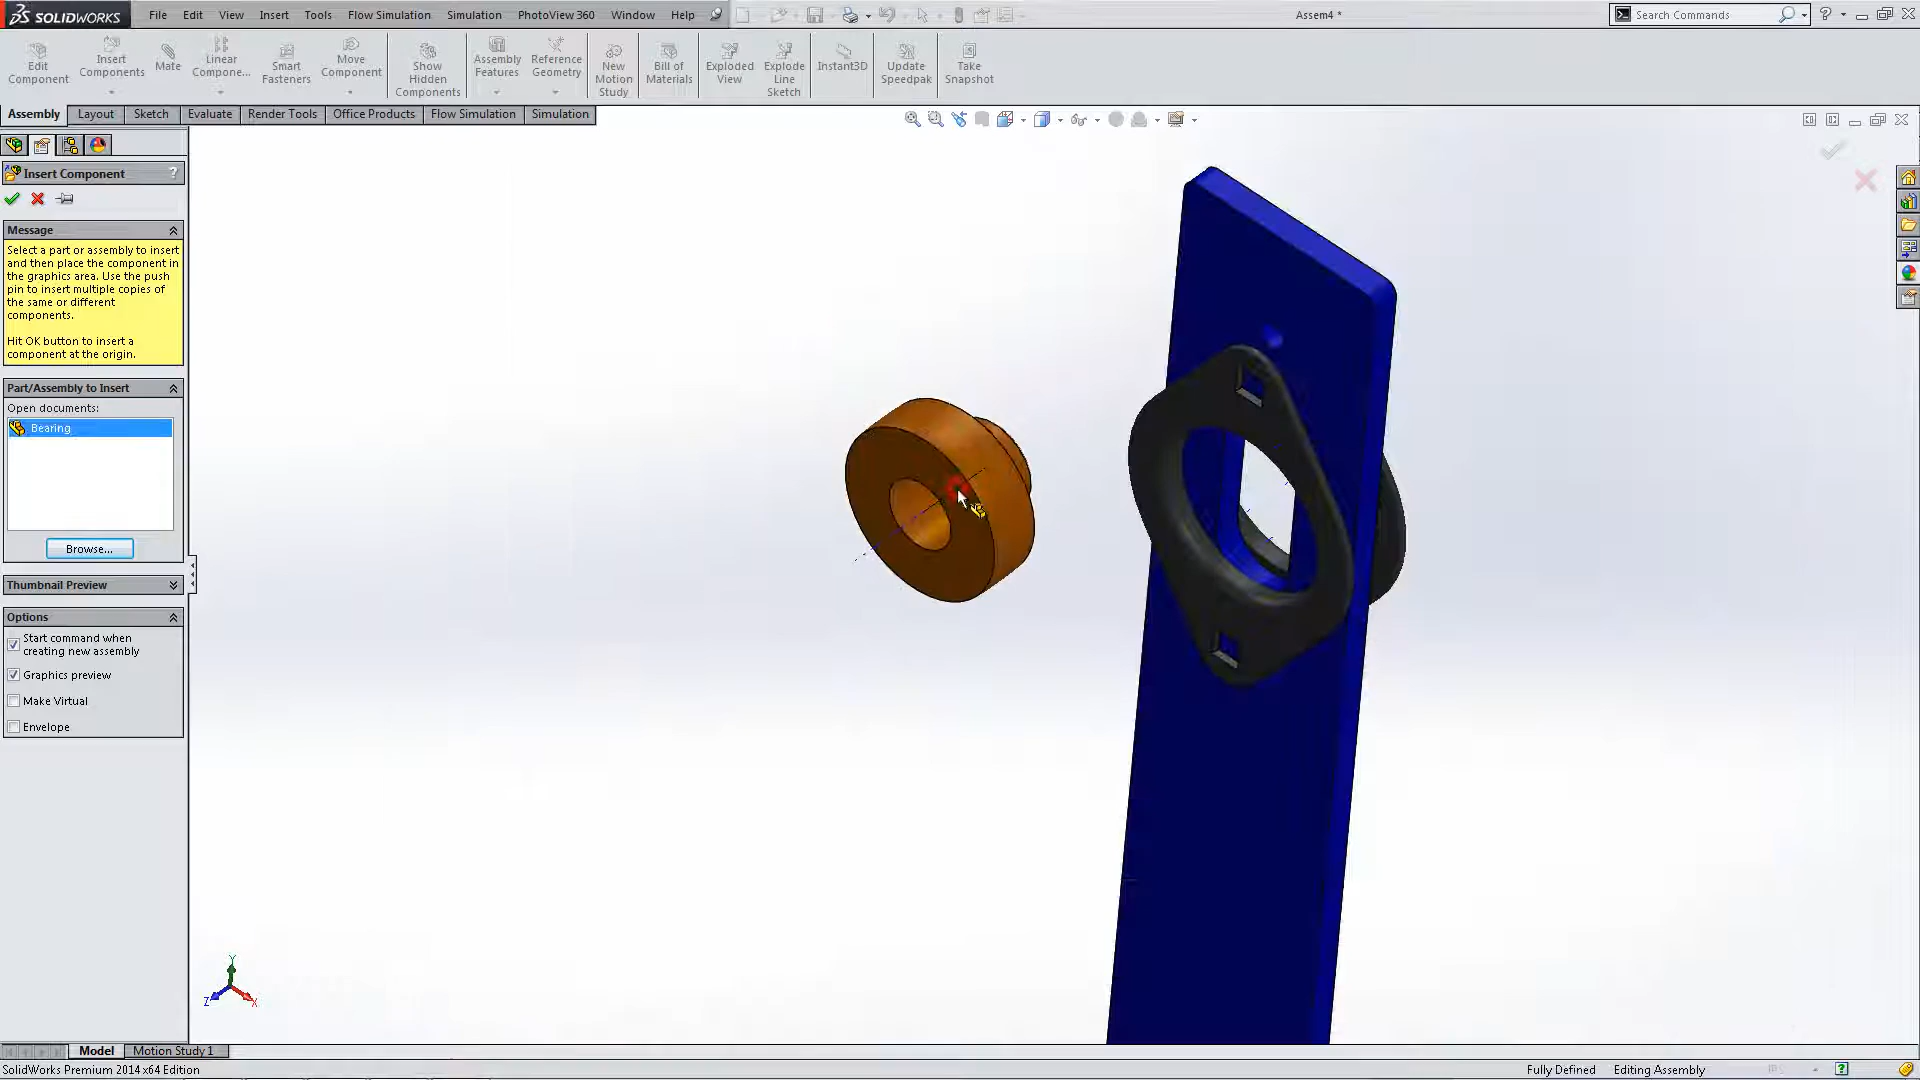 SOLIDWORKS File Edit View Insert Tools Flow Simulation Simulation PhotoView 360 Window Help Assem4 * Search Commands
Edit Component
Insert Components
Mate
Linear Compone...
Smart Fasteners
Move Component
Show Hidden Components
Assembly Features
Reference Geometry
New Motion Study
Bill of Materials
Exploded View
Explode Line Sketch
Instant3D
Update Speedpak
Take Snapshot
Assembly Layout Sketch Evaluate Render Tools Office Products Flow Simulation Simulation
Insert Component ?
Message
Select a part or assembly to insert
and then place the component in
the graphics area. Use the push
pin to insert multiple copies of
the same or different
components.
Hit OK button to insert a
component at the origin.
Part/Assembly to Insert
Open documents:
Bearing
Browse...
Thumbnail Preview
Options
Start command when
creating new assembly
Graphics preview
Make Virtual
Envelope
Y
Z
X
Model Motion Study 1
SolidWorks Premium 2014 x64 Edition Fully Defined Editing Assembly